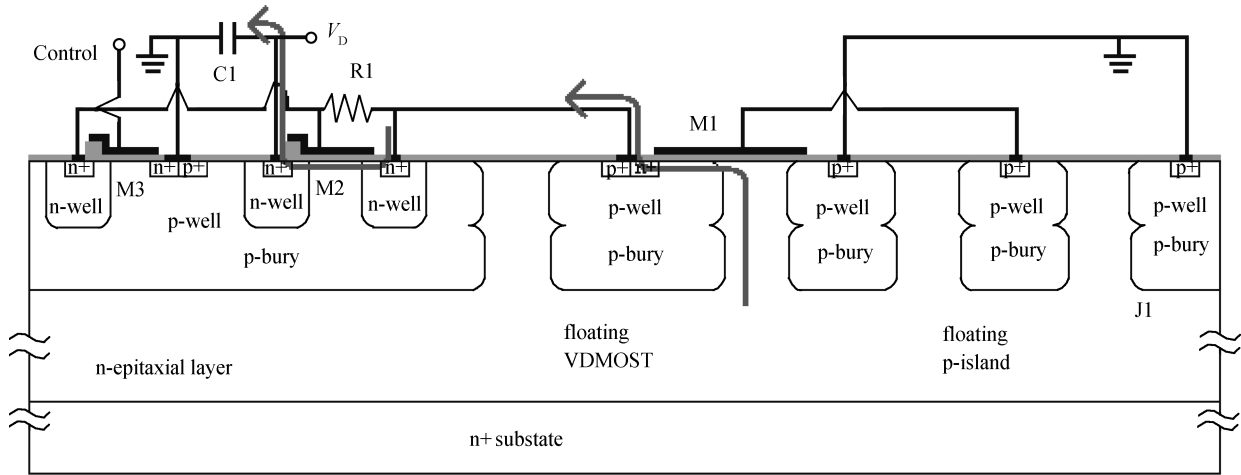 V_D
Control
C1
R1
M1
n+ n+ p+ n+ n+ p+ n+ p+ p+ p+
M3 M2
n-well n-well n-well p-well p-well p-well p-well
p-well
p-bury p-bury p-bury p-bury p-bury
J1
floating floating
VDMOST p-island
n-epitaxial layer
n+ substate